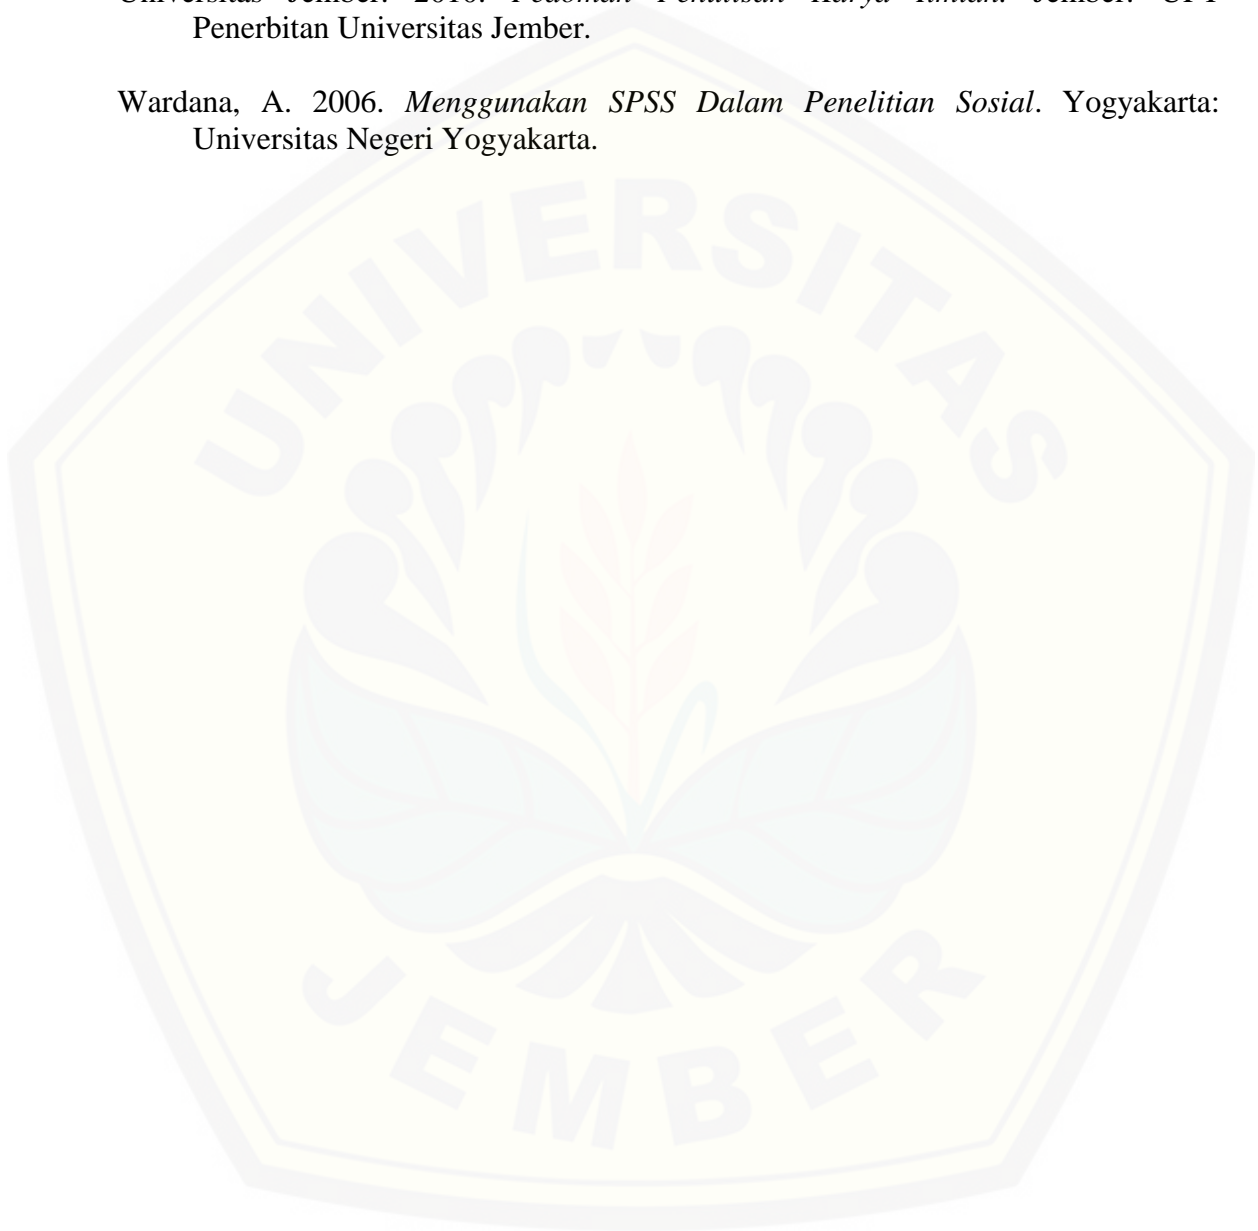 Universitas Jember. Pedoman Penulisan Karya Ilmiah. Jember: UPT
Penerbitan Universitas Jember.
Wardana, A. 2006. Menggunakan SPSS Dalam Penelitian Sosial. Yogyakarta:
Universitas Negeri Yogyakarta.
UNIVERSITAS
JEMBER